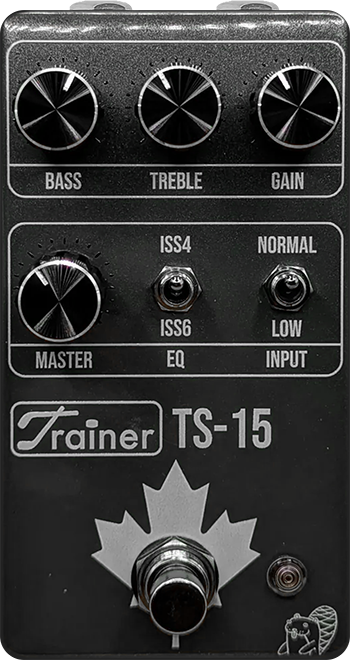 BASS TREBLE GAIN
ISS4 NORMAL
ISS6 LOW
MASTER EQ INPUT
Trainer TS-15